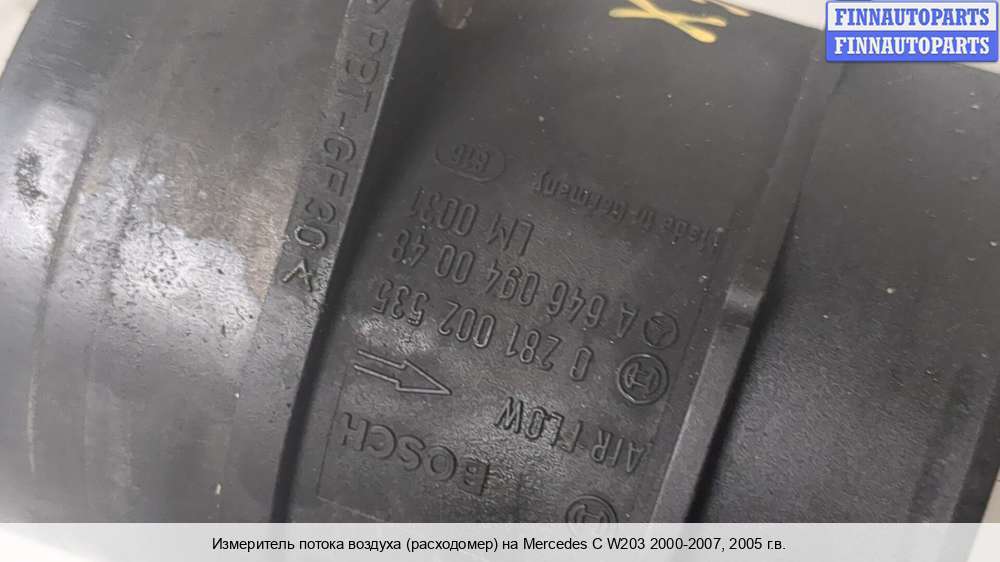 FINNAUTOPARTS
FINNAUTOPARTS
>PBT-GF30<
BOSCH
AIR FLOW
0 281 002 535
A 646 094 00 48
LM 0031
Made in Germany
Измеритель потока воздуха (расходомер) на Mercedes C W203 2000-2007, 2005 г.в.